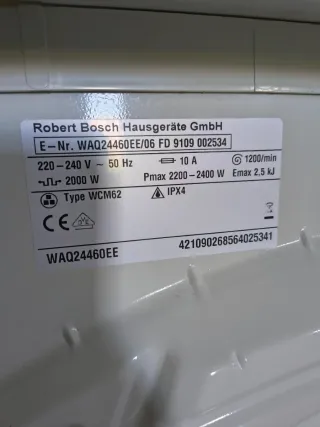 Robert Bosch Hausgeräte GmbH
E-Nr. WAQ24460EE/06 FD 9109 002534
220-240 V ~ 50 Hz 10 A 1200/min
2000 W Pmax 2200-2400 W Emax 2.5 kJ
Type WCM62 IPX4
CE
WAQ24460EE 421090268564025341